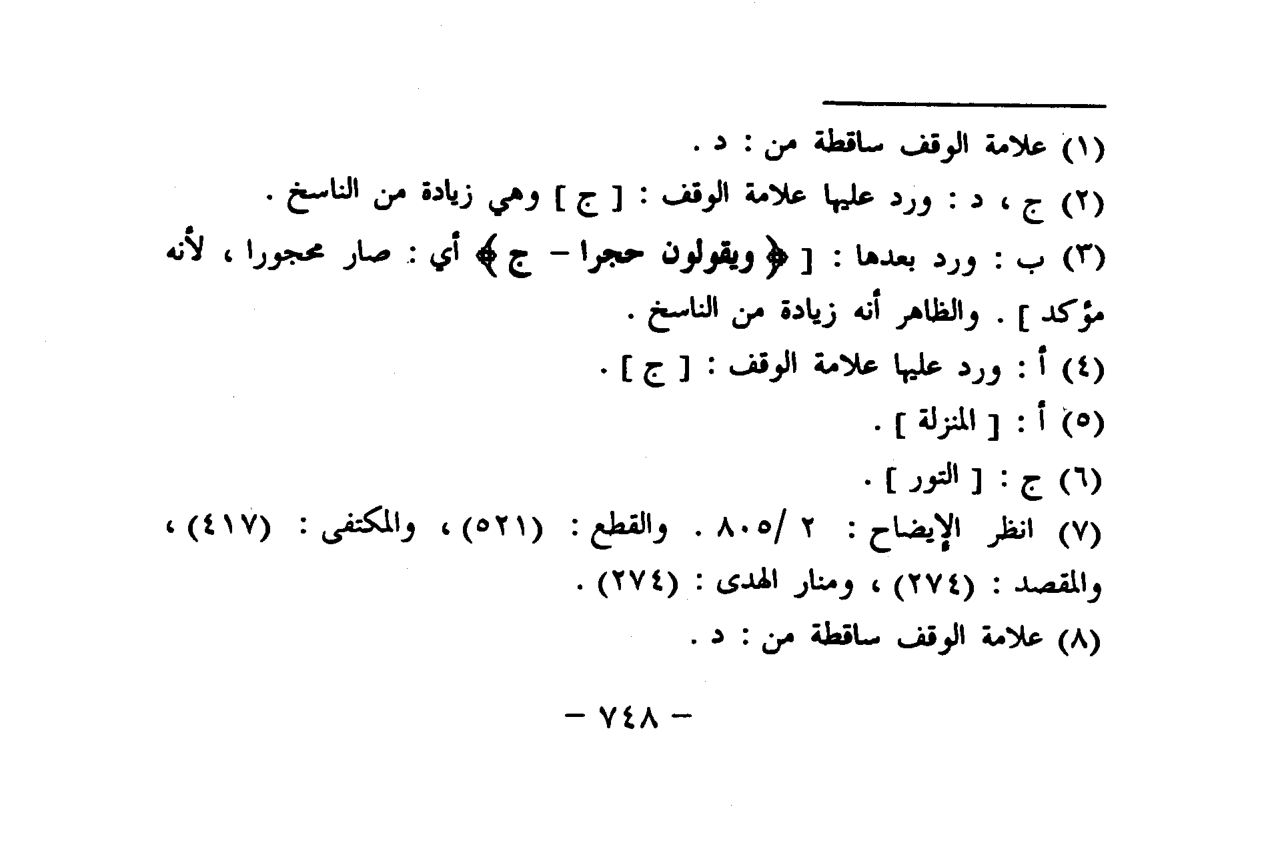 (١) علامة الوقف ساقطة من : د .
(٢) ج ، د : ورد عليها علامة الوقف : [ ج ] وهي زيادة من الناسخ .
(٣) ب : ورد بعدها : [ ﴿ ويقولون حجرا – ج ﴾ أي : صار محجورا ، لأنه
مؤكد ] . والظاهر أنه زيادة من الناسخ .
(٤) أ : ورد عليها علامة الوقف : [ ج ] .
(٥) أ : [ المنزلة ] .
(٦) ج : [ التور ] .
(٧) انظر الإيضاح : ٢ /٨٠٥ . والقطع : (٥٢١) ، والمكتفى : (٤١٧) ،
والمقصد : (٢٧٤) ، ومنار الهدى : (٢٧٤) .
(٨) علامة الوقف ساقطة من : د .
– ٧٤٨ –